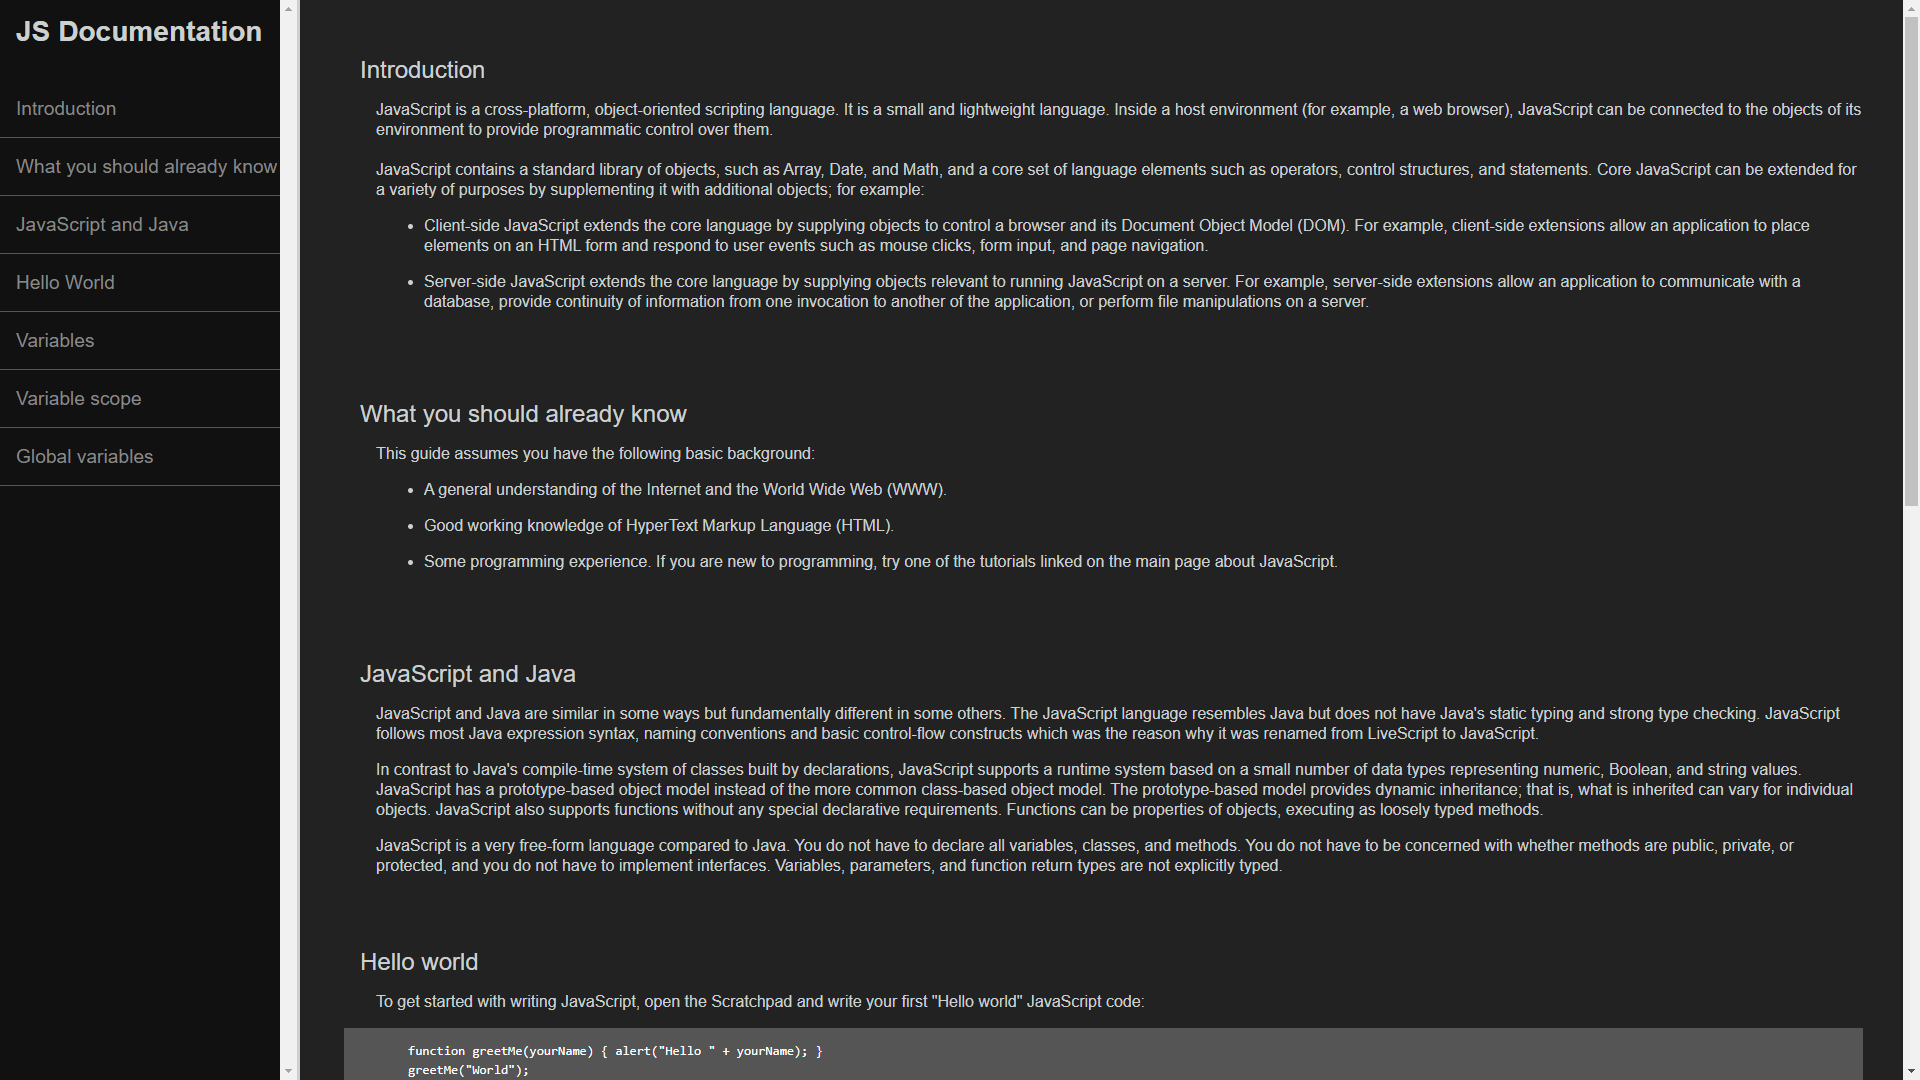 JS Documentation
Introduction
What you should already know
JavaScript and Java
Hello World
Variables
Variable scope
Global variables
Introduction
JavaScript is a cross-platform, object-oriented scripting language. It is a small and lightweight language. Inside a host environment (for example, a web browser), JavaScript can be connected to the objects of its
environment to provide programmatic control over them.
JavaScript contains a standard library of objects, such as Array, Date, and Math, and a core set of language elements such as operators, control structures, and statements. Core JavaScript can be extended for
a variety of purposes by supplementing it with additional objects; for example:
• Client-side JavaScript extends the core language by supplying objects to control a browser and its Document Object Model (DOM). For example, client-side extensions allow an application to place
elements on an HTML form and respond to user events such as mouse clicks, form input, and page navigation.
• Server-side JavaScript extends the core language by supplying objects relevant to running JavaScript on a server. For example, server-side extensions allow an application to communicate with a
database, provide continuity of information from one invocation to another of the application, or perform file manipulations on a server.
What you should already know
This guide assumes you have the following basic background:
• A general understanding of the Internet and the World Wide Web (WWW).
• Good working knowledge of HyperText Markup Language (HTML).
• Some programming experience. If you are new to programming, try one of the tutorials linked on the main page about JavaScript.
JavaScript and Java
JavaScript and Java are similar in some ways but fundamentally different in some others. The JavaScript language resembles Java but does not have Java's static typing and strong type checking. JavaScript
follows most Java expression syntax, naming conventions and basic control-flow constructs which was the reason why it was renamed from LiveScript to JavaScript.
In contrast to Java's compile-time system of classes built by declarations, JavaScript supports a runtime system based on a small number of data types representing numeric, Boolean, and string values.
JavaScript has a prototype-based object model instead of the more common class-based object model. The prototype-based model provides dynamic inheritance; that is, what is inherited can vary for individual
objects. JavaScript also supports functions without any special declarative requirements. Functions can be properties of objects, executing as loosely typed methods.
JavaScript is a very free-form language compared to Java. You do not have to declare all variables, classes, and methods. You do not have to be concerned with whether methods are public, private, or
protected, and you do not have to implement interfaces. Variables, parameters, and function return types are not explicitly typed.
Hello world
To get started with writing JavaScript, open the Scratchpad and write your first "Hello world" JavaScript code:
function greetMe(yourName) { alert("Hello " + yourName); }
greetMe("World");